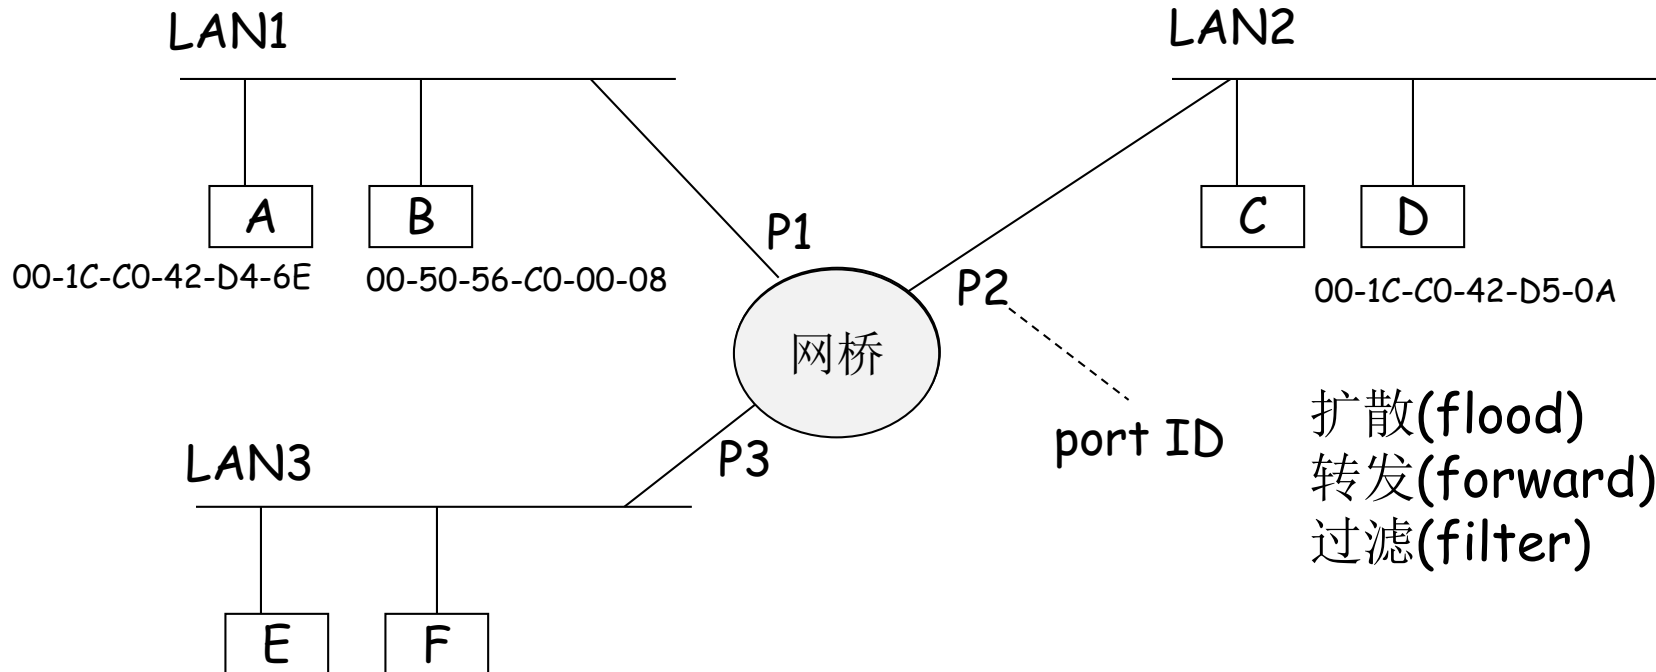 LAN1
LAN2
A
B
C
D
P1
00-1C-C0-42-D4-6E
00-50-56-C0-00-08
P2
00-1C-C0-42-D5-0A
网桥
扩散(flood)
port ID
LAN3
P3
转发(forward)
过滤(filter)
E
F